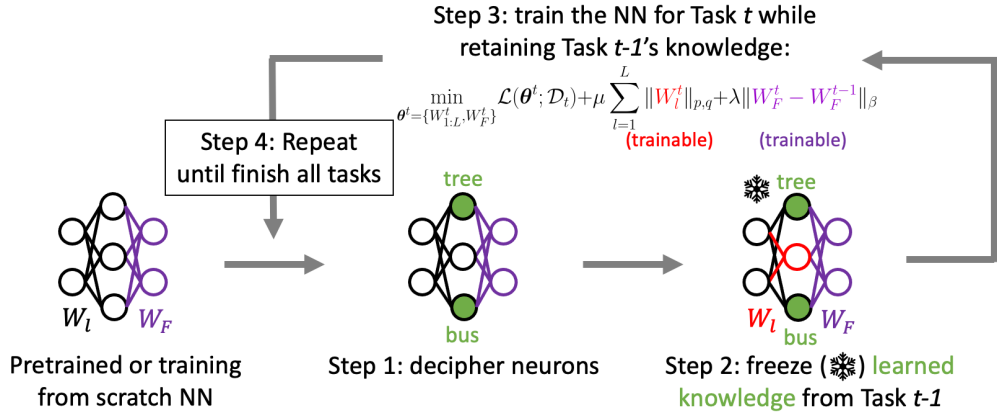 Step 3: train the NN for Task t while
retaining Task t-1's knowledge:
min_{θ^t={W^t_{1:L},W^t_F}} L(θ^t; D_t)+μ ∑_{l=1}^{L} ‖W^t_l‖_{p,q}+λ‖W^t_F − W^{t−1}_F‖_β
(trainable) (trainable)
Step 4: Repeat
until finish all tasks
W_l W_F
Pretrained or training
from scratch NN
tree
bus
Step 1: decipher neurons
tree
W_l bus W_F
Step 2: freeze (❄) learned
knowledge from Task t-1